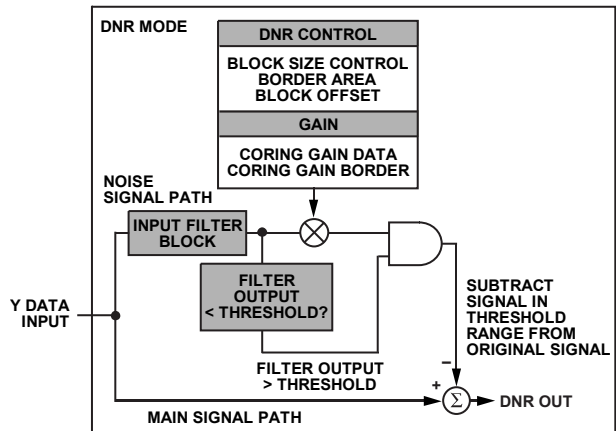 DNR MODE
DNR CONTROL
BLOCK SIZE CONTROL
BORDER AREA
BLOCK OFFSET
GAIN
CORING GAIN DATA
CORING GAIN BORDER
NOISE
SIGNAL PATH
INPUT FILTER
BLOCK
FILTER
OUTPUT
< THRESHOLD?
Y DATA
INPUT
SUBTRACT
SIGNAL IN
THRESHOLD
RANGE FROM
ORIGINAL SIGNAL
FILTER OUTPUT
> THRESHOLD
–
+
Σ
DNR OUT
MAIN SIGNAL PATH